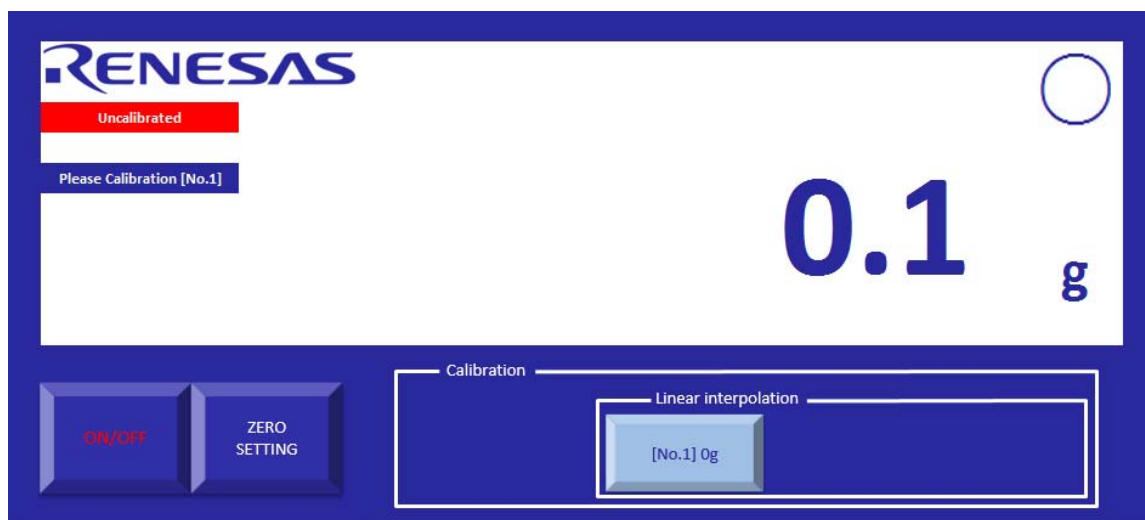 RENESAS
Uncalibrated
Please Calibration [No.1]
0.1
g
Calibration
Linear interpolation
ON/OFF
ZERO
SETTING
[No.1] 0g